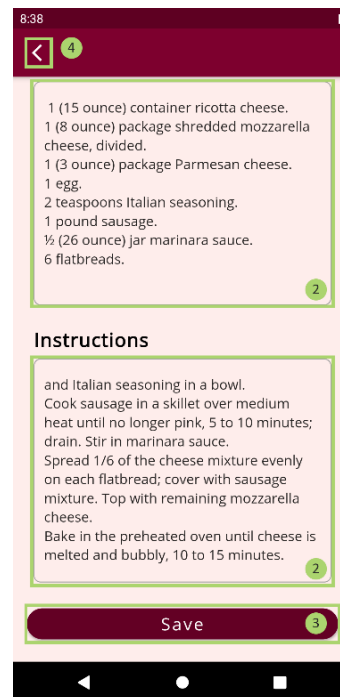 8:38
4
1 (15 ounce) container ricotta cheese.
1 (8 ounce) package shredded mozzarella
cheese, divided.
1 (3 ounce) package Parmesan cheese.
1 egg.
2 teaspoons Italian seasoning.
1 pound sausage.
½ (26 ounce) jar marinara sauce.
6 flatbreads.
2
Instructions
and Italian seasoning in a bowl.
Cook sausage in a skillet over medium
heat until no longer pink, 5 to 10 minutes;
drain. Stir in marinara sauce.
Spread 1/6 of the cheese mixture evenly
on each flatbread; cover with sausage
mixture. Top with remaining mozzarella
cheese.
Bake in the preheated oven until cheese is
melted and bubbly, 10 to 15 minutes.
2
Save
3